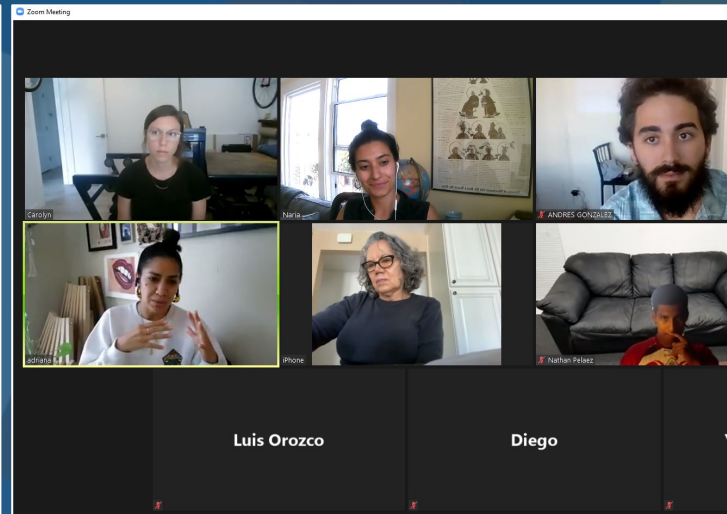 Zoom Meeting
Carolyn
Naria
ANDRES GONZALEZ
adriana
iPhone
Nathan Pelaez
Luis Orozco
Diego